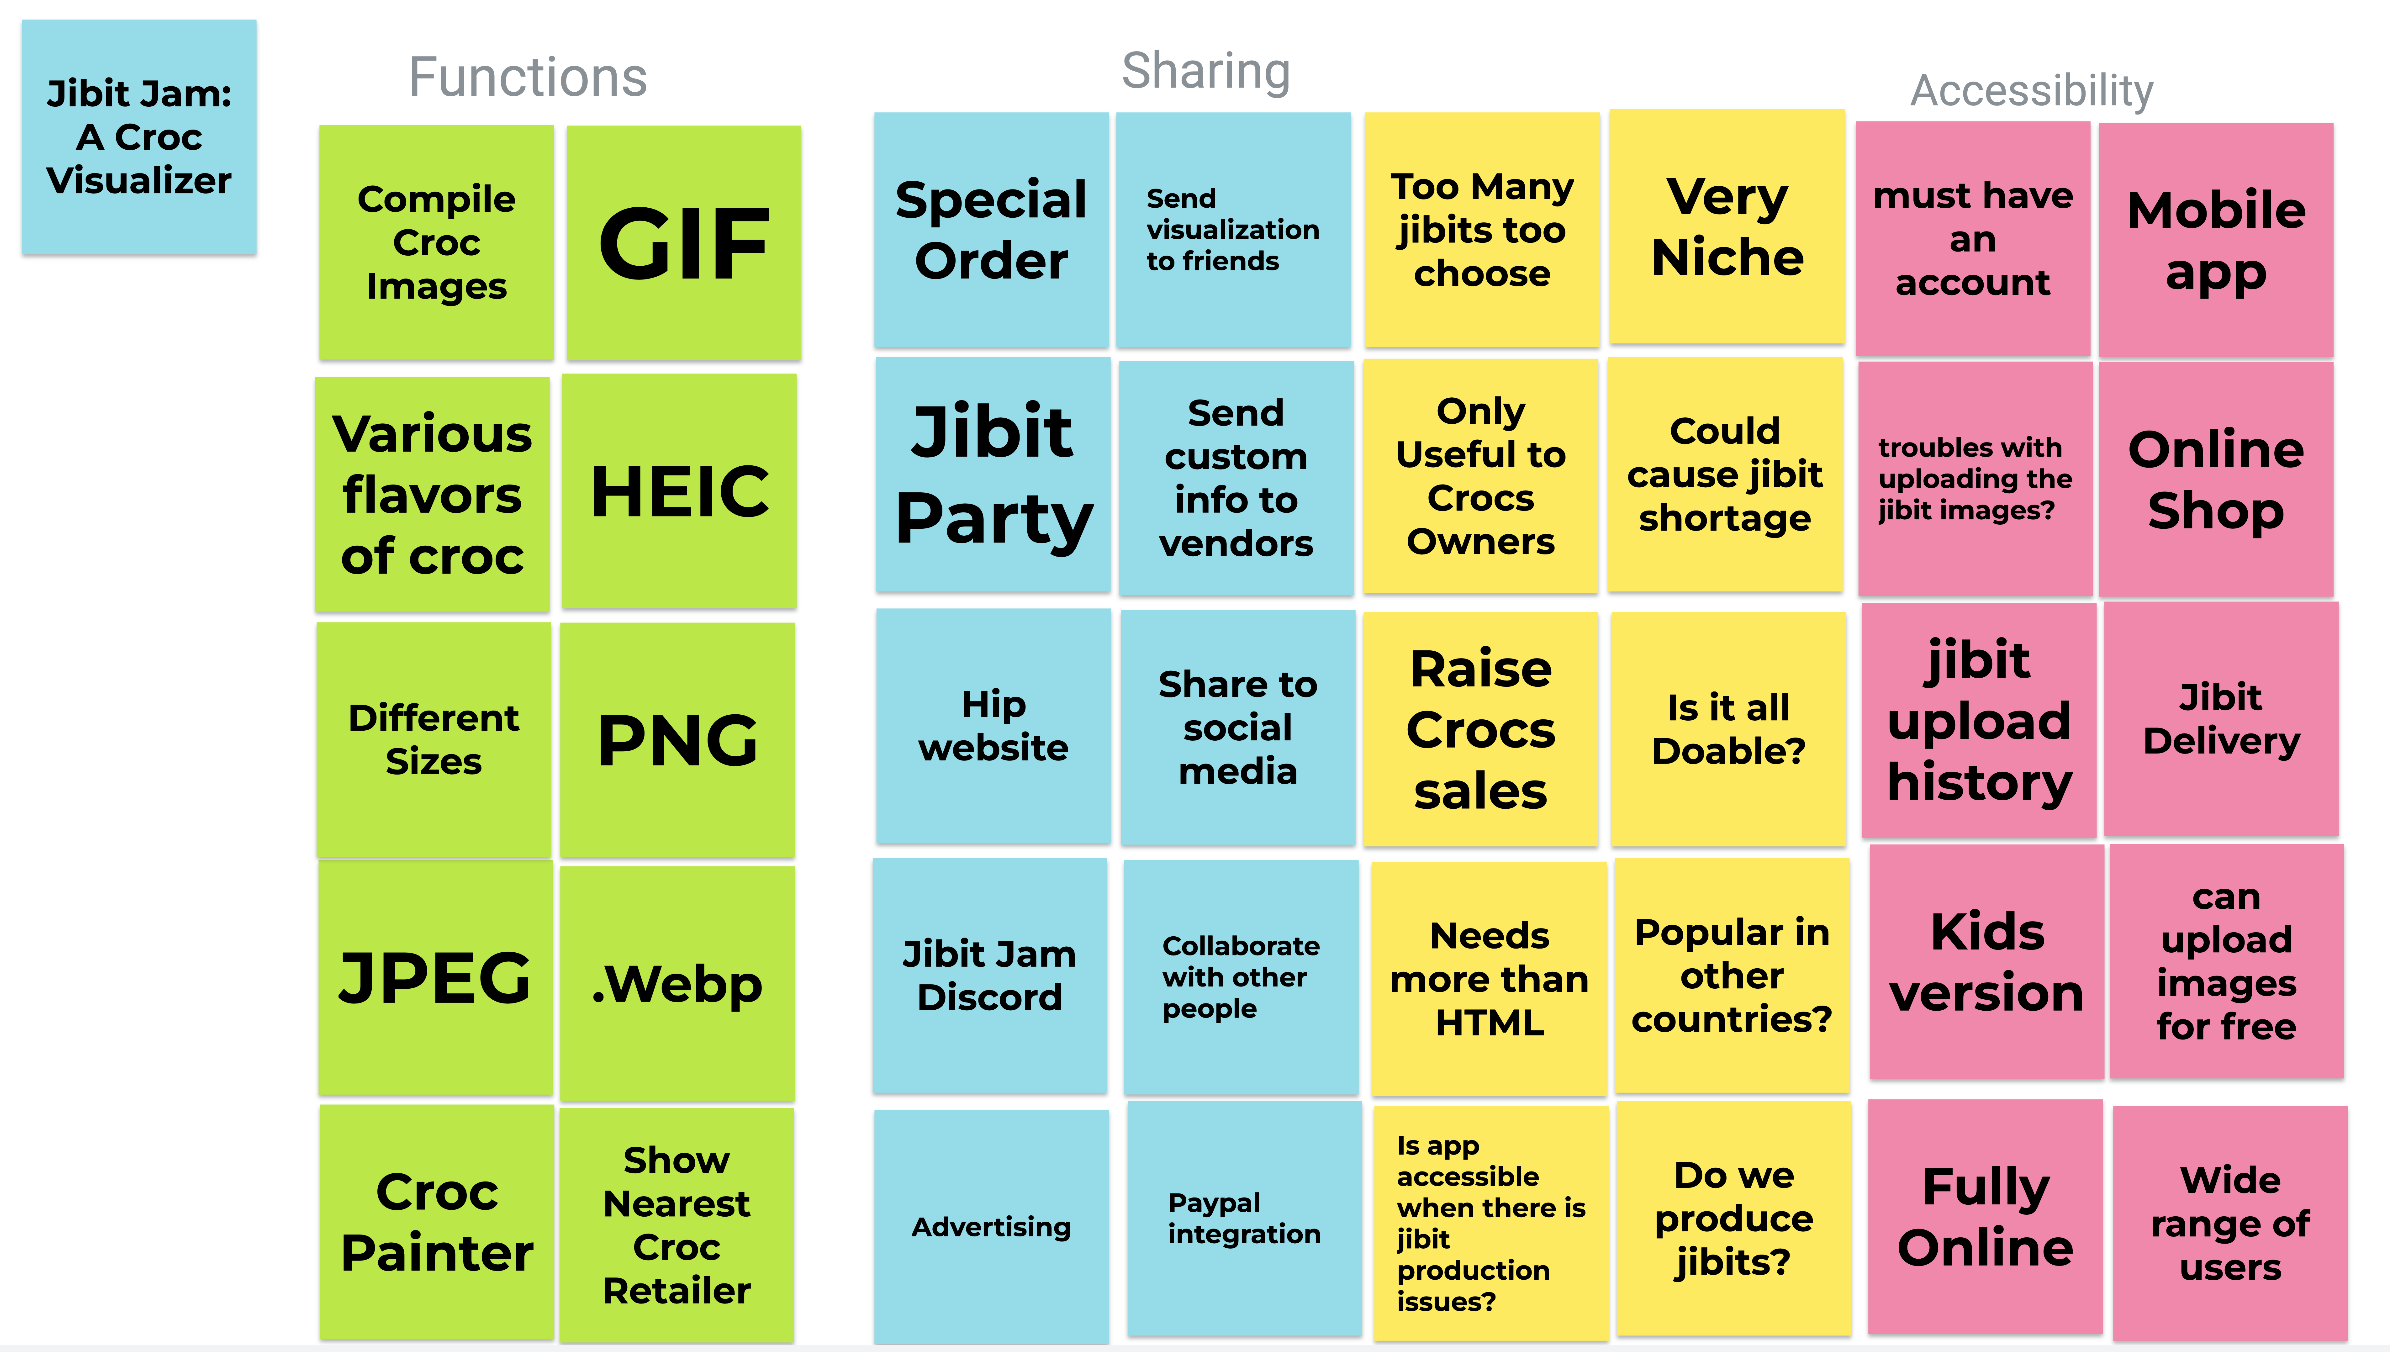 Jibit Jam:
A Croc
Visualizer
Functions
Compile
Croc
Images
GIF
Various
flavors
of croc
HEIC
Different
Sizes
PNG
JPEG
.Webp
Croc
Painter
Show
Nearest
Croc
Retailer
Sharing
Special
Order
Send
visualization
to friends
Jibit
Party
Send
custom
info to
vendors
Hip
website
Share to
social
media
Jibit Jam
Discord
Collaborate
with other
people
Advertising
Paypal
integration
Too Many
jibits too
choose
Very
Niche
Only
Useful to
Crocs
Owners
Could
cause jibit
shortage
Raise
Crocs
sales
Is it all
Doable?
Needs
more than
HTML
Popular in
other
countries?
Is app
accessible
when there is
jibit
production
issues?
Do we
produce
jibits?
Accessibility
must have
an
account
Mobile
app
troubles with
uploading the
jibit images?
Online
Shop
jibit
upload
history
Jibit
Delivery
Kids
version
can
upload
images
for free
Fully
Online
Wide
range of
users